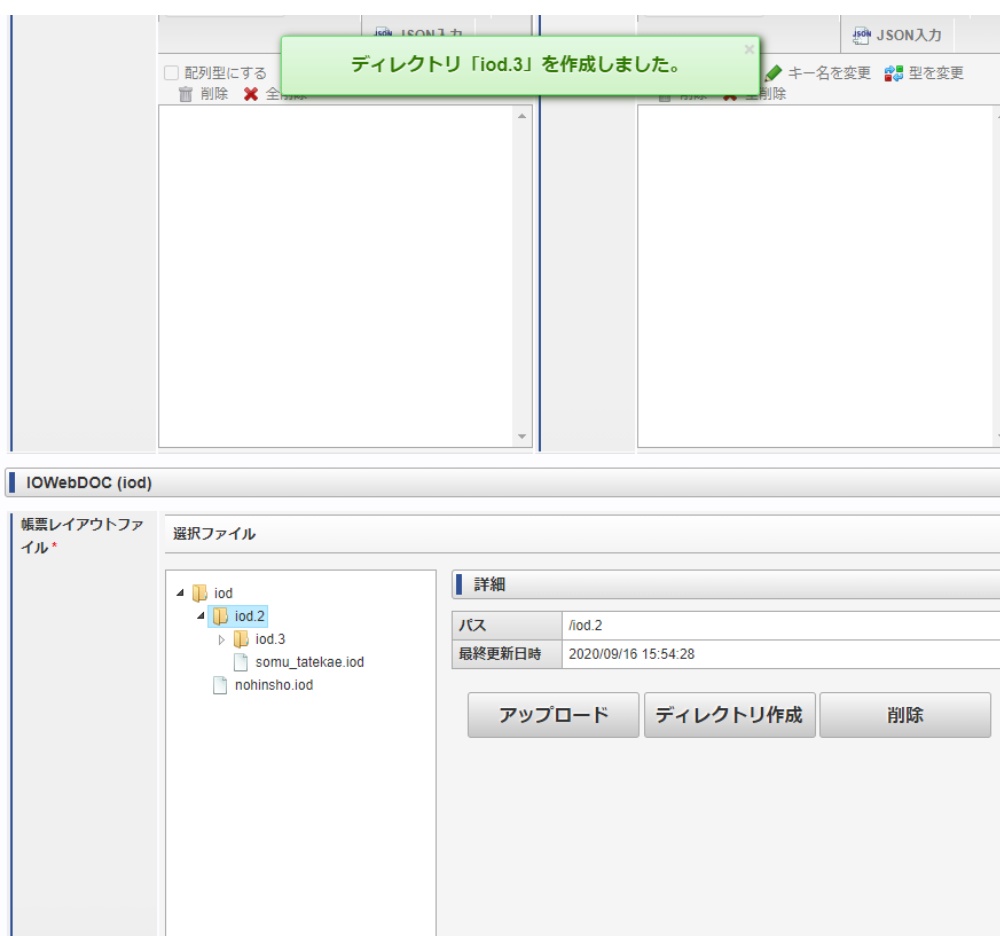 JSON入力
JSON入力
ディレクトリ「iod.3」を作成しました。
配列型にする
キー名を変更 型を変更
削除 全削除
削除 全削除
IOWebDOC (iod)
帳票レイアウトファ
イル*
選択ファイル
iod
iod.2
iod.3
somu_tatekae.iod
nohinsho.iod
詳細
パス /iod.2
最終更新日時 2020/09/16 15:54:28
アップロード ディレクトリ作成 削除